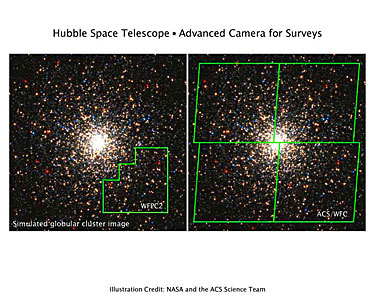 Hubble Space Telescope ▪ Advanced Camera for Surveys
WFPC2
Simulated globular cluster image
ACS/WFC
Illustration Credit: NASA and the ACS Science Team